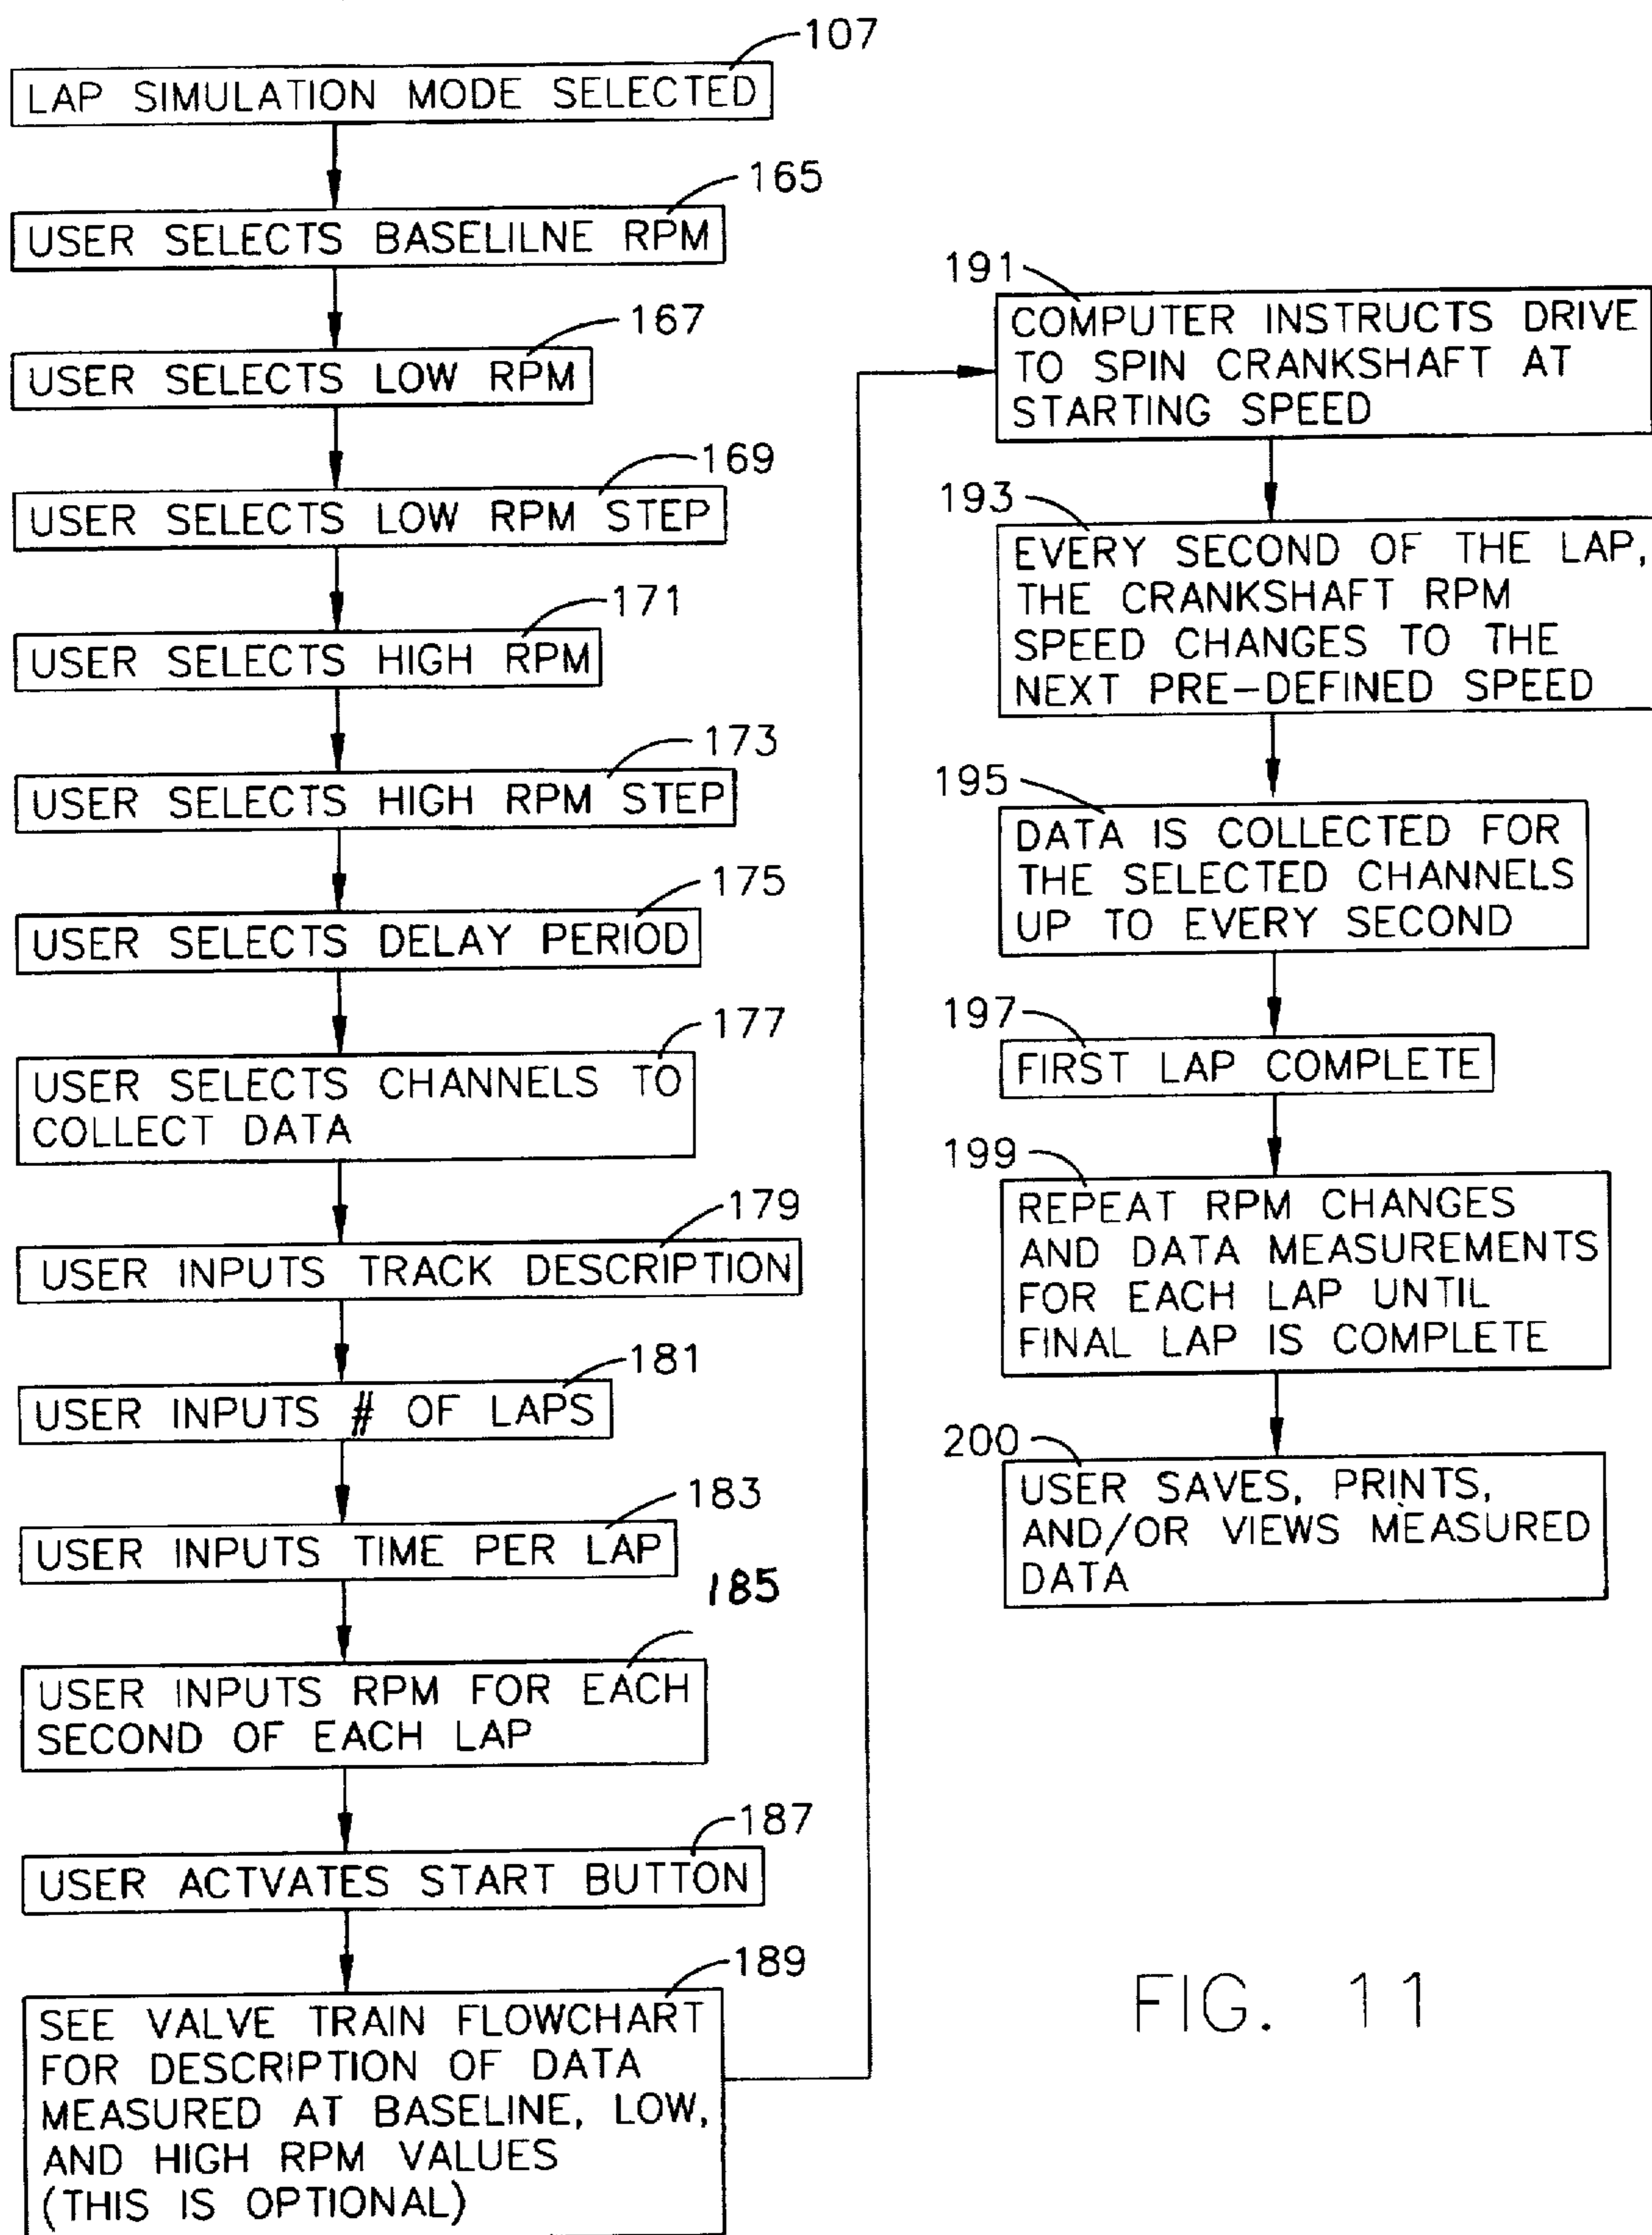 107
LAP SIMULATION MODE SELECTED
165
USER SELECTS BASELILNE RPM
167
USER SELECTS LOW RPM
169
USER SELECTS LOW RPM STEP
171
USER SELECTS HIGH RPM
173
USER SELECTS HIGH RPM STEP
175
USER SELECTS DELAY PERIOD
177
USER SELECTS CHANNELS TO
COLLECT DATA
179
USER INPUTS TRACK DESCRIPTION
181
USER INPUTS # OF LAPS
183
USER INPUTS TIME PER LAP
185
USER INPUTS RPM FOR EACH
SECOND OF EACH LAP
187
USER ACTVATES START BUTTON
189
SEE VALVE TRAIN FLOWCHART
FOR DESCRIPTION OF DATA
MEASURED AT BASELINE, LOW,
AND HIGH RPM VALUES
(THIS IS OPTIONAL)
191
COMPUTER INSTRUCTS DRIVE
TO SPIN CRANKSHAFT AT
STARTING SPEED
193
EVERY SECOND OF THE LAP,
THE CRANKSHAFT RPM
SPEED CHANGES TO THE
NEXT PRE-DEFINED SPEED
195
DATA IS COLLECTED FOR
THE SELECTED CHANNELS
UP TO EVERY SECOND
197
FIRST LAP COMPLETE
199
REPEAT RPM CHANGES
AND DATA MEASUREMENTS
FOR EACH LAP UNTIL
FINAL LAP IS COMPLETE
200
USER SAVES, PRINTS,
AND/OR VIEWS MEASURED
DATA
FIG. 11